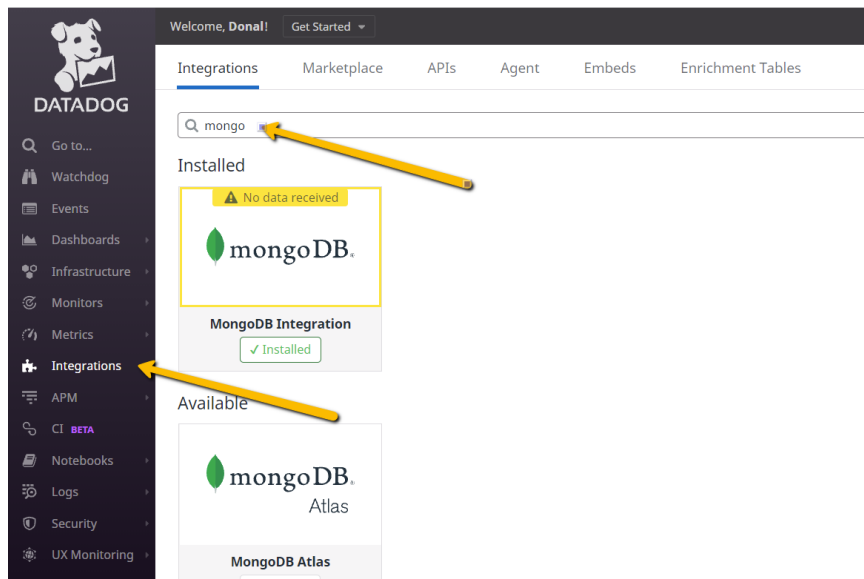 Welcome, Donal!
Get Started
DATADOG
Go to...
Watchdog
Events
Dashboards
Infrastructure
Monitors
Metrics
Integrations
APM
CI BETA
Notebooks
Logs
Security
UX Monitoring
Integrations Marketplace APIs Agent Embeds Enrichment Tables
mongo
Installed
No data received
mongoDB®
MongoDB Integration
✓ Installed
Available
mongoDB®
Atlas
MongoDB Atlas